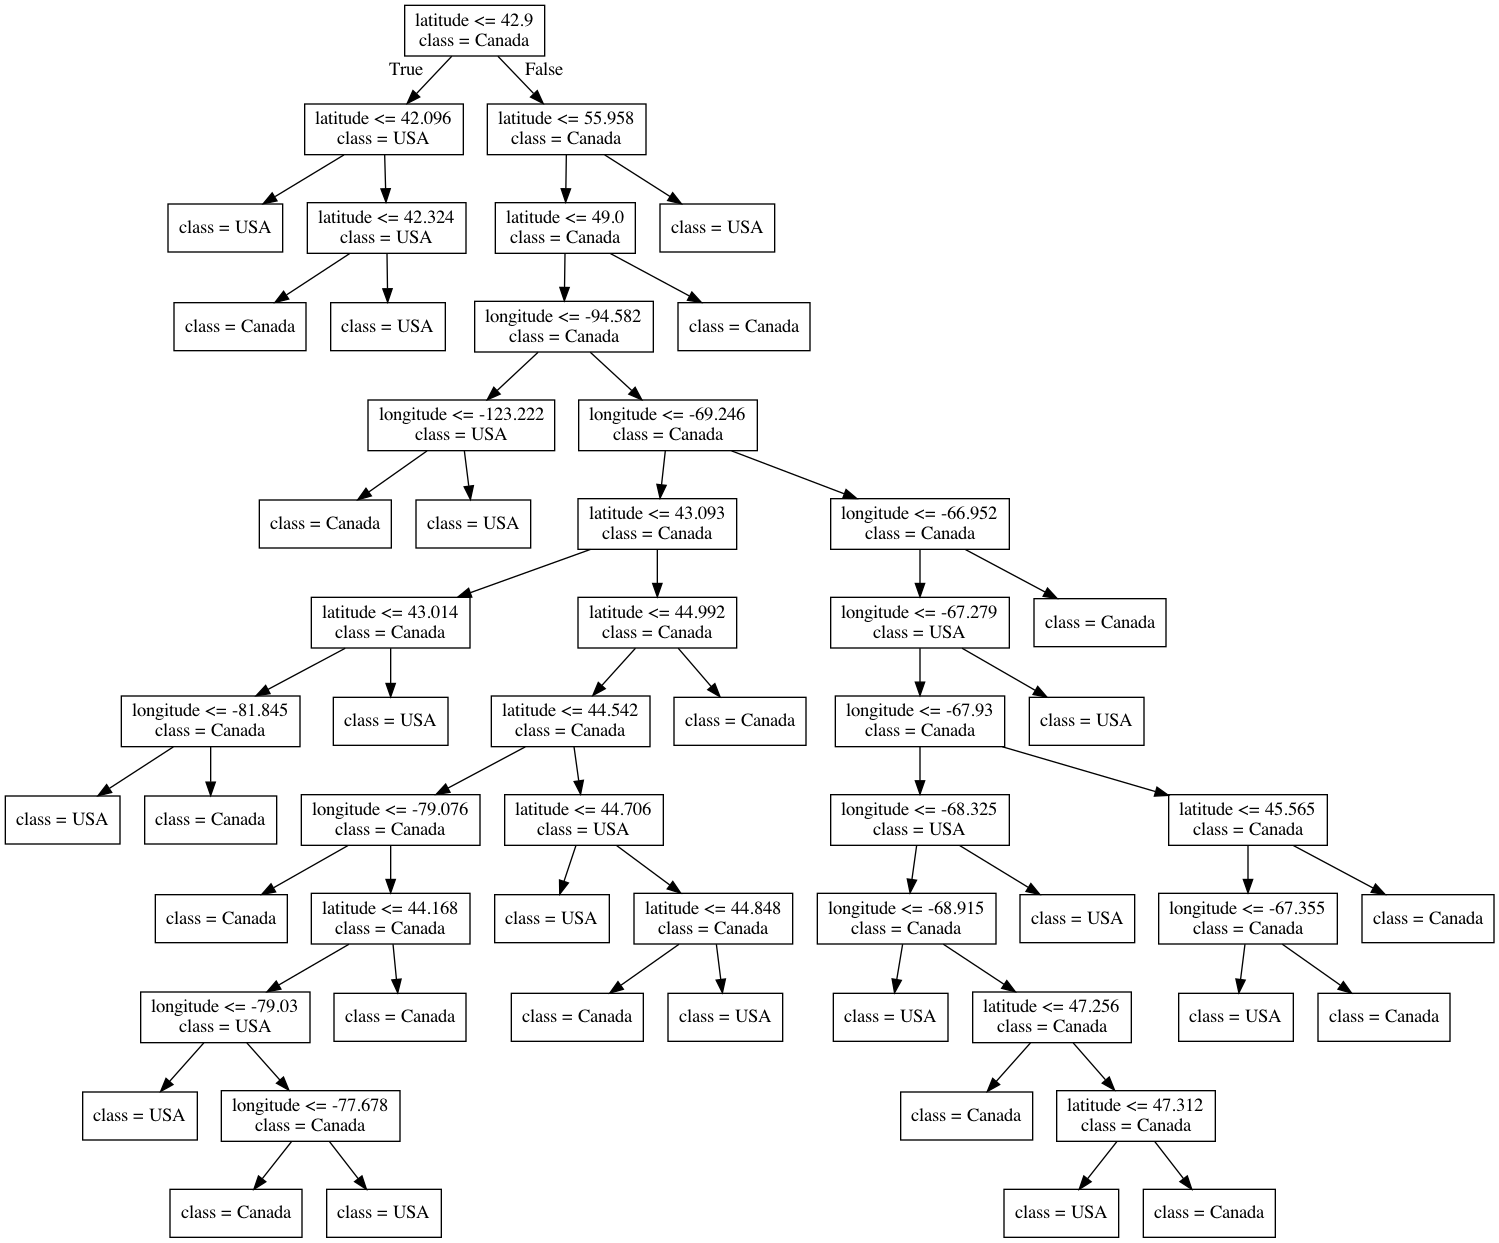 latitude <= 42.9
class = Canada
True
False
latitude <= 42.096
class = USA
latitude <= 55.958
class = Canada
class = USA
latitude <= 42.324
class = USA
latitude <= 49.0
class = Canada
class = USA
class = Canada
class = USA
longitude <= -94.582
class = Canada
class = Canada
longitude <= -123.222
class = USA
longitude <= -69.246
class = Canada
class = Canada
class = USA
latitude <= 43.093
class = Canada
longitude <= -66.952
class = Canada
latitude <= 43.014
class = Canada
latitude <= 44.992
class = Canada
longitude <= -67.279
class = USA
class = Canada
longitude <= -81.845
class = Canada
class = USA
latitude <= 44.542
class = Canada
class = Canada
longitude <= -67.93
class = Canada
class = USA
class = USA
class = Canada
longitude <= -79.076
class = Canada
latitude <= 44.706
class = USA
longitude <= -68.325
class = USA
latitude <= 45.565
class = Canada
class = Canada
latitude <= 44.168
class = Canada
class = USA
latitude <= 44.848
class = Canada
longitude <= -68.915
class = Canada
class = USA
longitude <= -67.355
class = Canada
class = Canada
longitude <= -79.03
class = USA
class = Canada
class = Canada
class = USA
class = USA
latitude <= 47.256
class = Canada
class = USA
class = Canada
class = USA
longitude <= -77.678
class = Canada
class = Canada
latitude <= 47.312
class = Canada
class = Canada
class = USA
class = USA
class = Canada